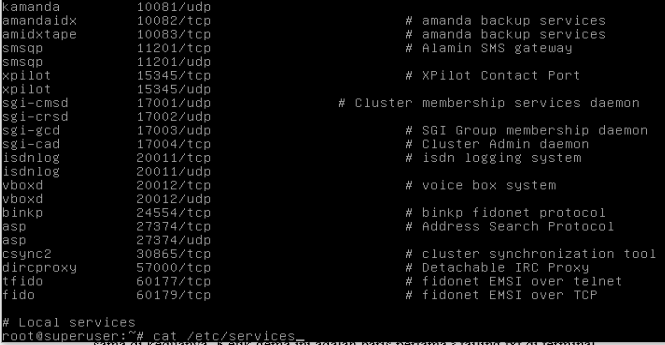 kamanda 10081/udp
amandaidx 10082/tcp # amanda backup services
amidxtape 10083/tcp # amanda backup services
smsqp 11201/tcp # Alamin SMS gateway
smsqp 11201/udp
xpilot 15345/tcp # XPilot Contact Port
xpilot 15345/udp
sgi-cmsd 17001/udp # Cluster membership services daemon
sgi-crsd 17002/udp
sgi-gcd 17003/udp # SGI Group membership daemon
sgi-cad 17004/tcp # Cluster Admin daemon
isdnlog 20011/tcp # isdn logging system
isdnlog 20011/udp
vboxd 20012/tcp # voice box system
vboxd 20012/udp
binkp 24554/tcp # binkp fidonet protocol
asp 27374/tcp # Address Search Protocol
asp 27374/udp
csync2 30865/tcp # cluster synchronization tool
dircproxy 57000/tcp # Detachable IRC Proxy
tfido 60177/tcp # fidonet EMSI over telnet
fido 60179/tcp # fidonet EMSI over TCP
# Local services
root@superuser:~# cat /etc/services_